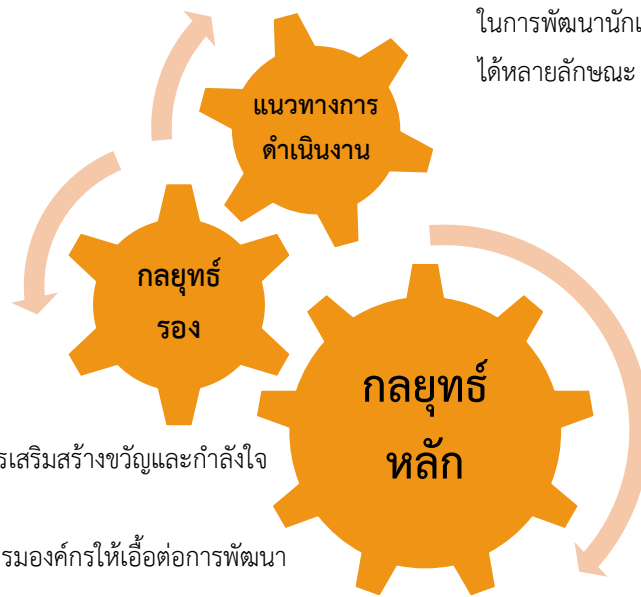 ในการพัฒนานัก
ได้หลายลักษณะ
แนวทางการ
ดำเนินงาน
กลยุทธ์
รอง
กลยุทธ์
หลัก
รเสริมสร้างขวัญและกำลังใจ
รมองค์กรให้เอื้อต่อการพัฒนา